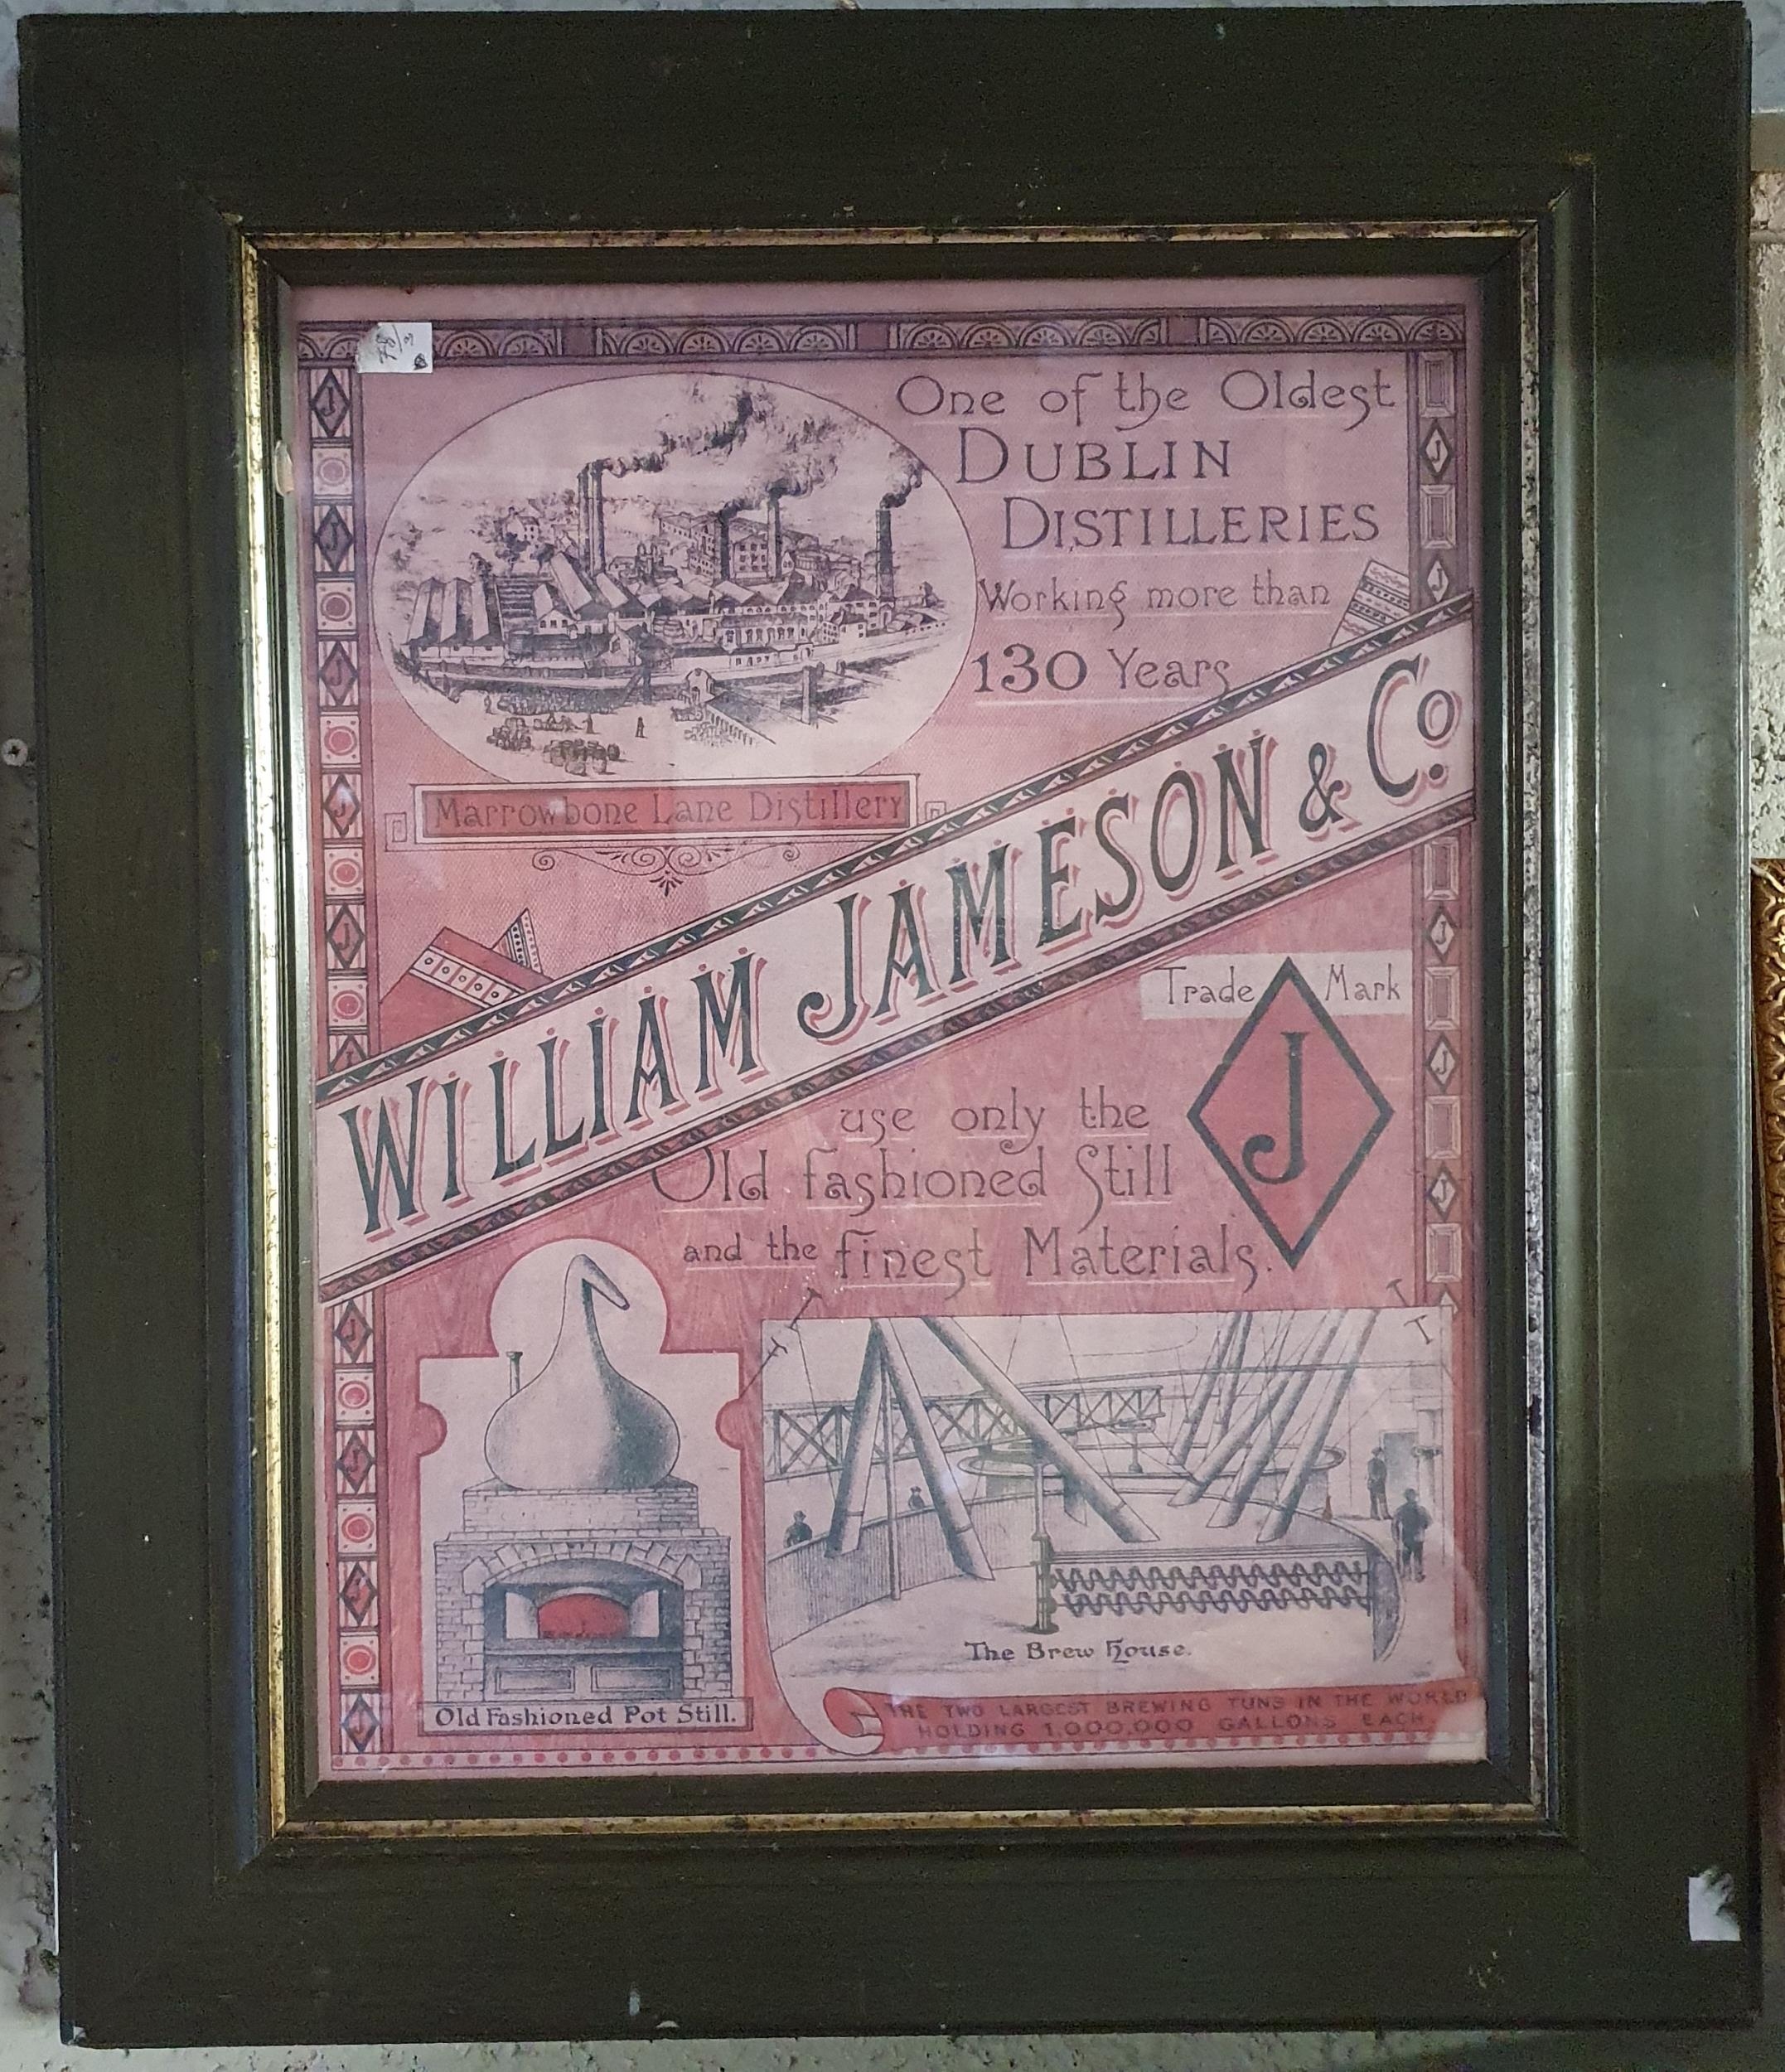 One of the Oldest
DUBLIN
DISTILLERIES
Working more than
130 Years
Marrowbone Lane Distillery
WILLIAM JAMESON & Co.
Trade Mark
J
use only the
Old fashioned Still
and the finest Materials.
The Brew House.
Old Fashioned Pot Still.
THE TWO LARGEST BREWING TUNS IN THE WORLD
HOLDING 1,000,000 GALLONS EACH.